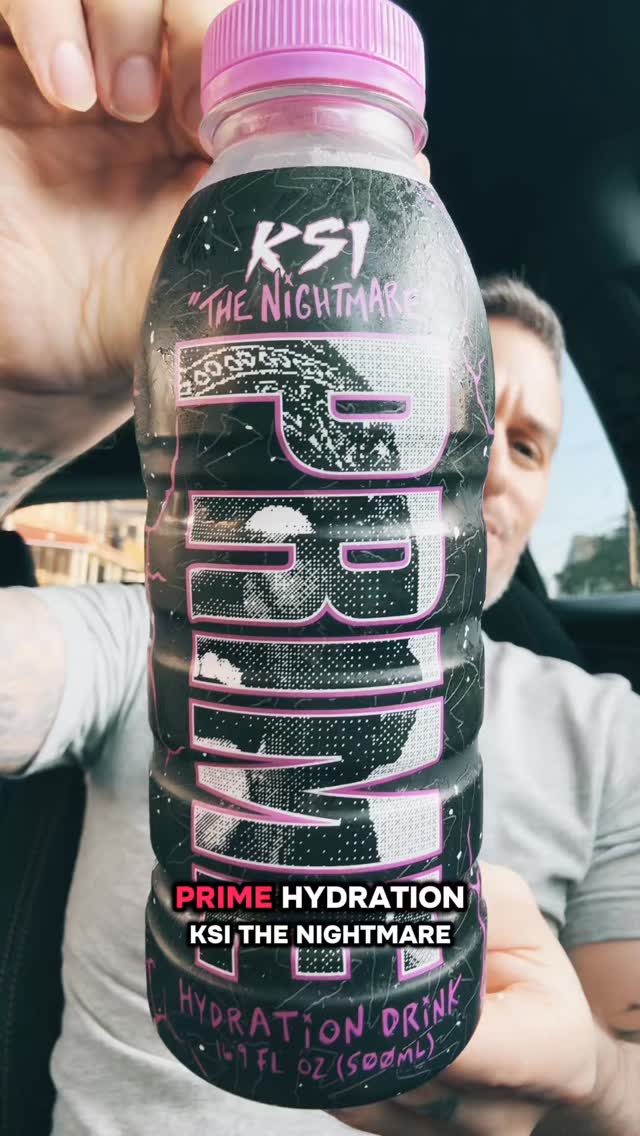 KSI
"THE NiGHTMARE
PRIME
PRIME HYDRATION
KSI THE NIGHTMARE
HYDRATiON DRiNK
16.9 FL OZ (500ML)